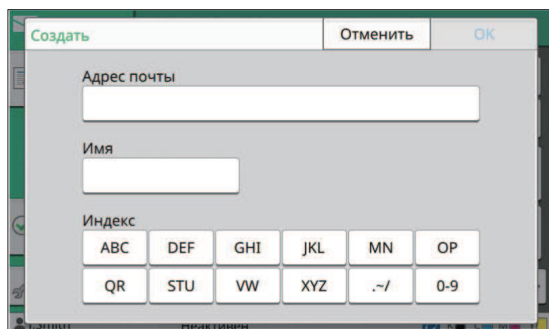 Создать Отменить OK
Адрес почты
Имя
Индекс
ABC DEF GHI JKL MN OP
QR STU VW XYZ .~/ 0-9
Неактивен